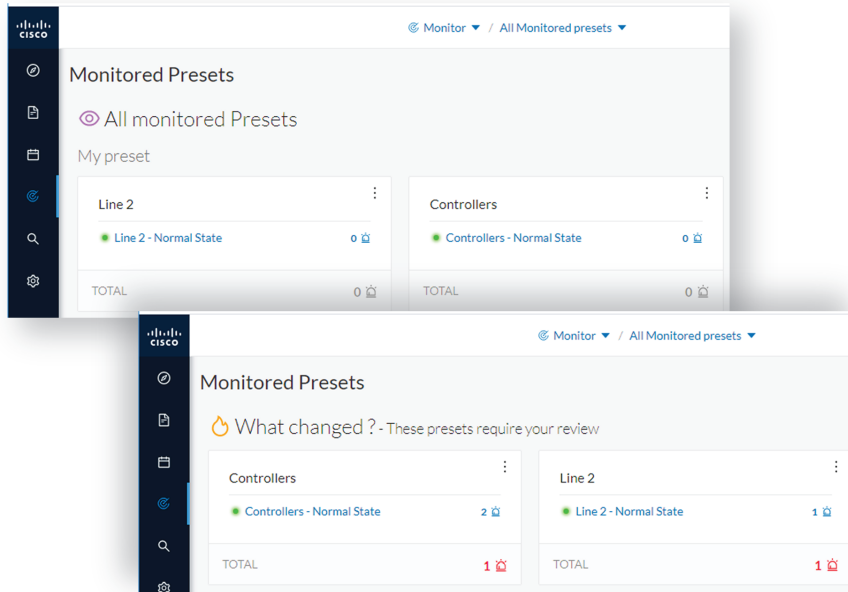 CISCO
Monitor / All Monitored presets
Monitored Presets
All monitored Presets
My preset
Line 2
Line 2 - Normal State 0
TOTAL 0
Controllers
Controllers - Normal State 0
TOTAL 0
CISCO
Monitor / All Monitored presets
Monitored Presets
What changed ? - These presets require your review
Controllers
Controllers - Normal State 2
TOTAL 1
Line 2
Line 2 - Normal State 1
TOTAL 1